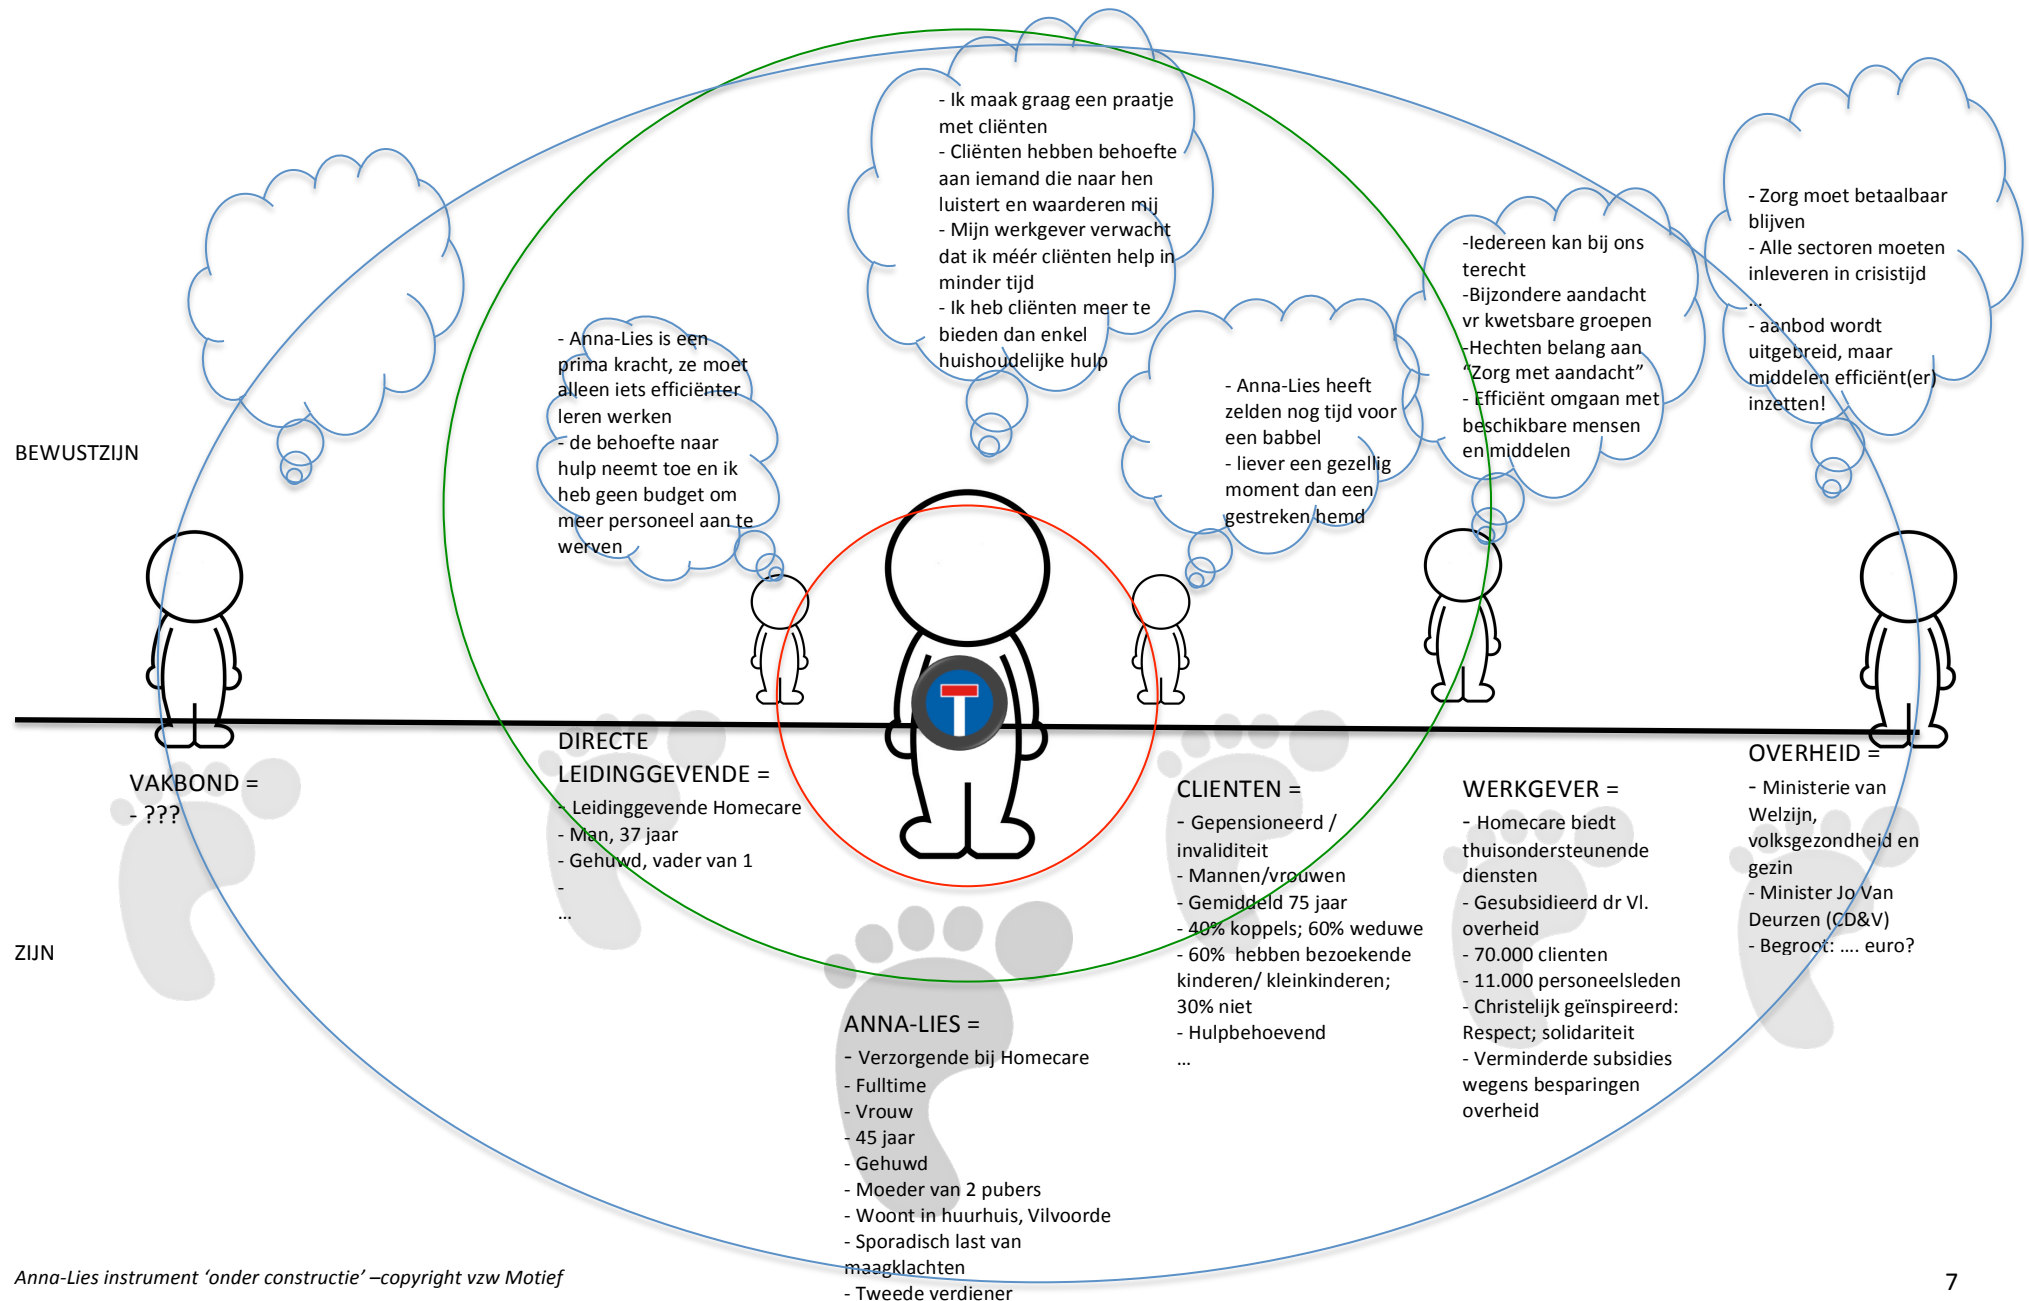 - Ik maak graag een praatje
met cliënten
- Cliënten hebben behoefte
aan iemand die naar hen
luistert en waarderen mij
- Mijn werkgever verwacht
dat ik méér cliënten help in
minder tijd
- Ik heb cliënten meer te
bieden dan enkel
huishoudelijke hulp
- Zorg moet betaalbaar
blijven
- Alle sectoren moeten
inleveren in crisistijd
...
- aanbod wordt
uitgebreid, maar
middelen efficiënt(er)
inzetten!
-Iedereen kan bij ons
terecht
-Bijzondere aandacht
vr kwetsbare groepen
-Hechten belang aan
“Zorg met aandacht”
- Efficiënt omgaan met
beschikbare mensen
en middelen
- Anna-Lies is een
prima kracht, ze moet
alleen iets efficiënter
leren werken
- de behoefte naar
hulp neemt toe en ik
heb geen budget om
meer personeel aan te
werven
- Anna-Lies heeft
zelden nog tijd voor
een babbel
- liever een gezellig
moment dan een
gestreken hemd
BEWUSTZIJN
VAKBOND =
- ???
DIRECTE
LEIDINGGEVENDE =
- Leidinggevende Homecare
- Man, 37 jaar
- Gehuwd, vader van 1
-
...
CLIENTEN =
- Gepensioneerd /
invaliditeit
- Mannen/vrouwen
- Gemiddeld 75 jaar
- 40% koppels; 60% weduwe
- 60% hebben bezoekende
kinderen/ kleinkinderen;
30% niet
- Hulpbehoevend
...
WERKGEVER =
- Homecare biedt
thuisondersteunende
diensten
- Gesubsidieerd dr Vl.
overheid
- 70.000 clienten
- 11.000 personeelsleden
- Christelijk geïnspireerd:
Respect; solidariteit
- Verminderde subsidies
wegens besparingen
overheid
OVERHEID =
- Ministerie van
Welzijn,
volksgezondheid en
gezin
- Minister Jo Van
Deurzen (CD&V)
- Begroot: .... euro?
ZIJN
ANNA-LIES =
- Verzorgende bij Homecare
- Fulltime
- Vrouw
- 45 jaar
- Gehuwd
- Moeder van 2 pubers
- Woont in huurhuis, Vilvoorde
- Sporadisch last van
maagklachten
- Tweede verdiener
Anna-Lies instrument ‘onder constructie’ –copyright vzw Motief
7